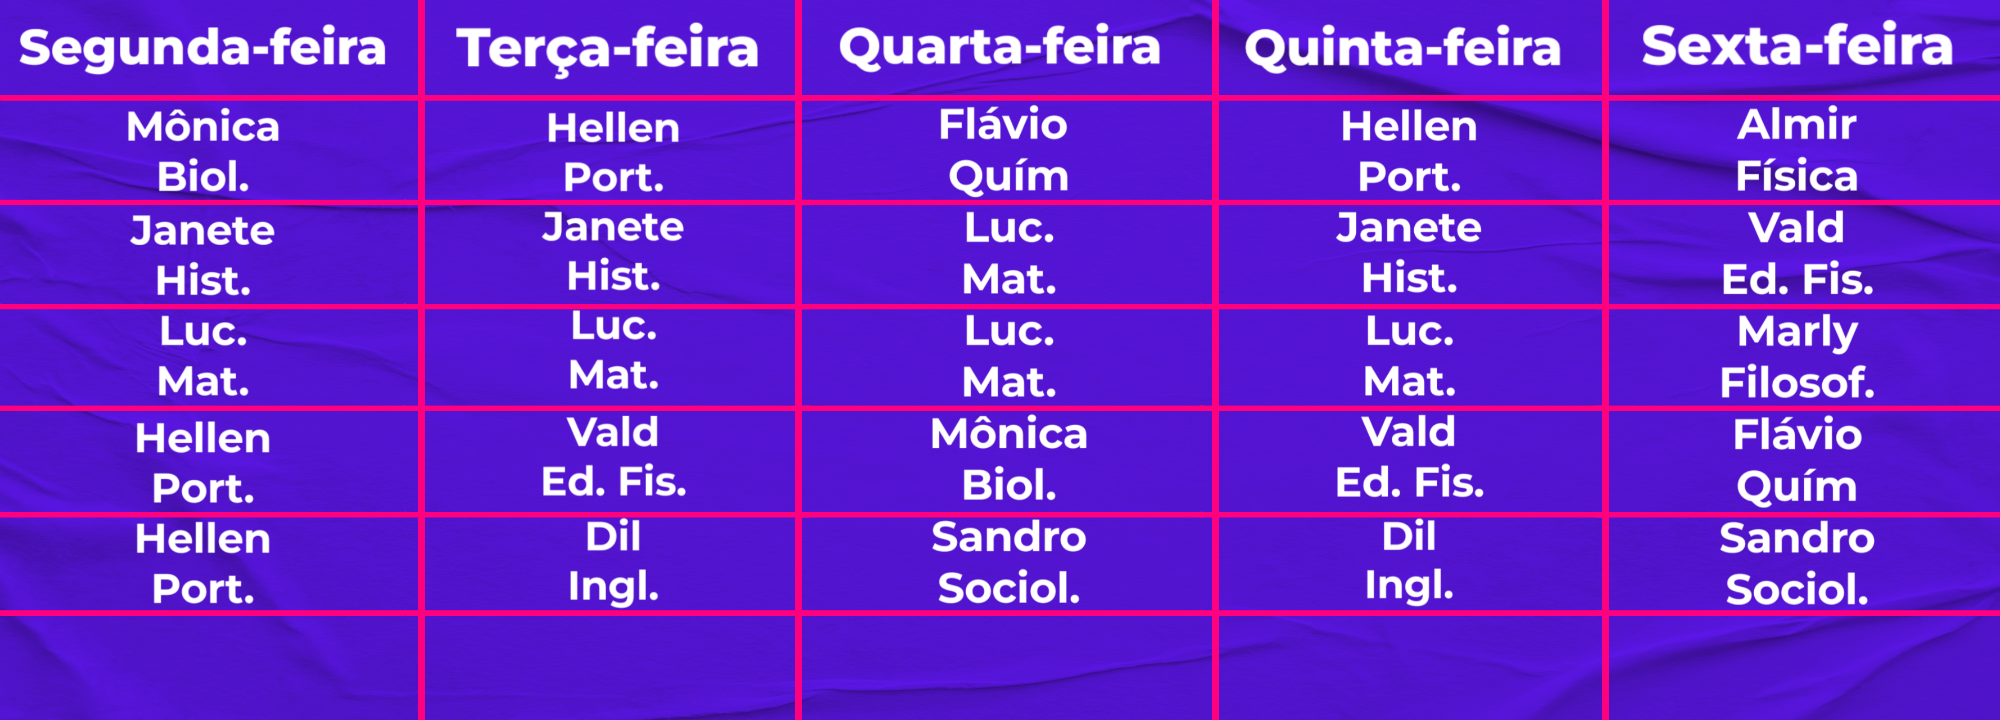 Segunda-feira Terça-feira Quarta-feira Quinta-feira Sexta-feira
Mônica Hellen Flávio Hellen Almir
Biol. Port. Quím Port. Física
Janete Janete Luc. Janete Vald
Hist. Hist. Mat. Hist. Ed. Fis.
Luc. Luc. Luc. Luc. Marly
Mat. Mat. Mat. Mat. Filosof.
Hellen Vald Mônica Vald Flávio
Port. Ed. Fis. Biol. Ed. Fis. Quím
Hellen Dil Sandro Dil Sandro
Port. Ingl. Sociol. Ingl. Sociol.